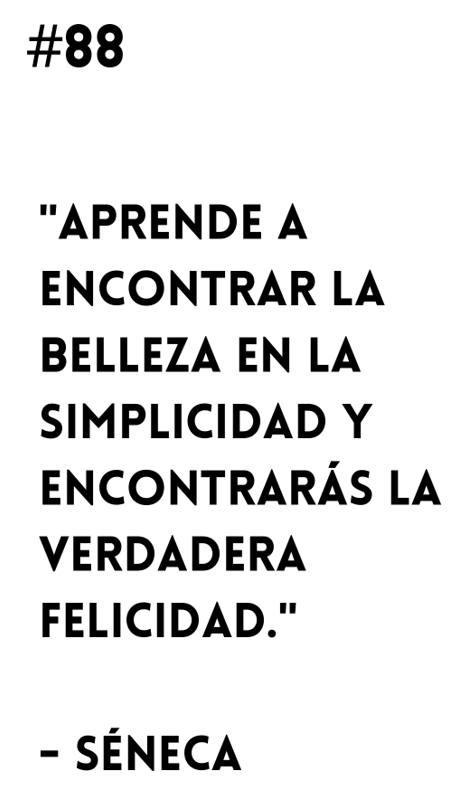 #88
"APRENDE A
ENCONTRAR LA
BELLEZA EN LA
SIMPLICIDAD Y
ENCONTRARÁS LA
VERDADERA
FELICIDAD."
- SÉNECA